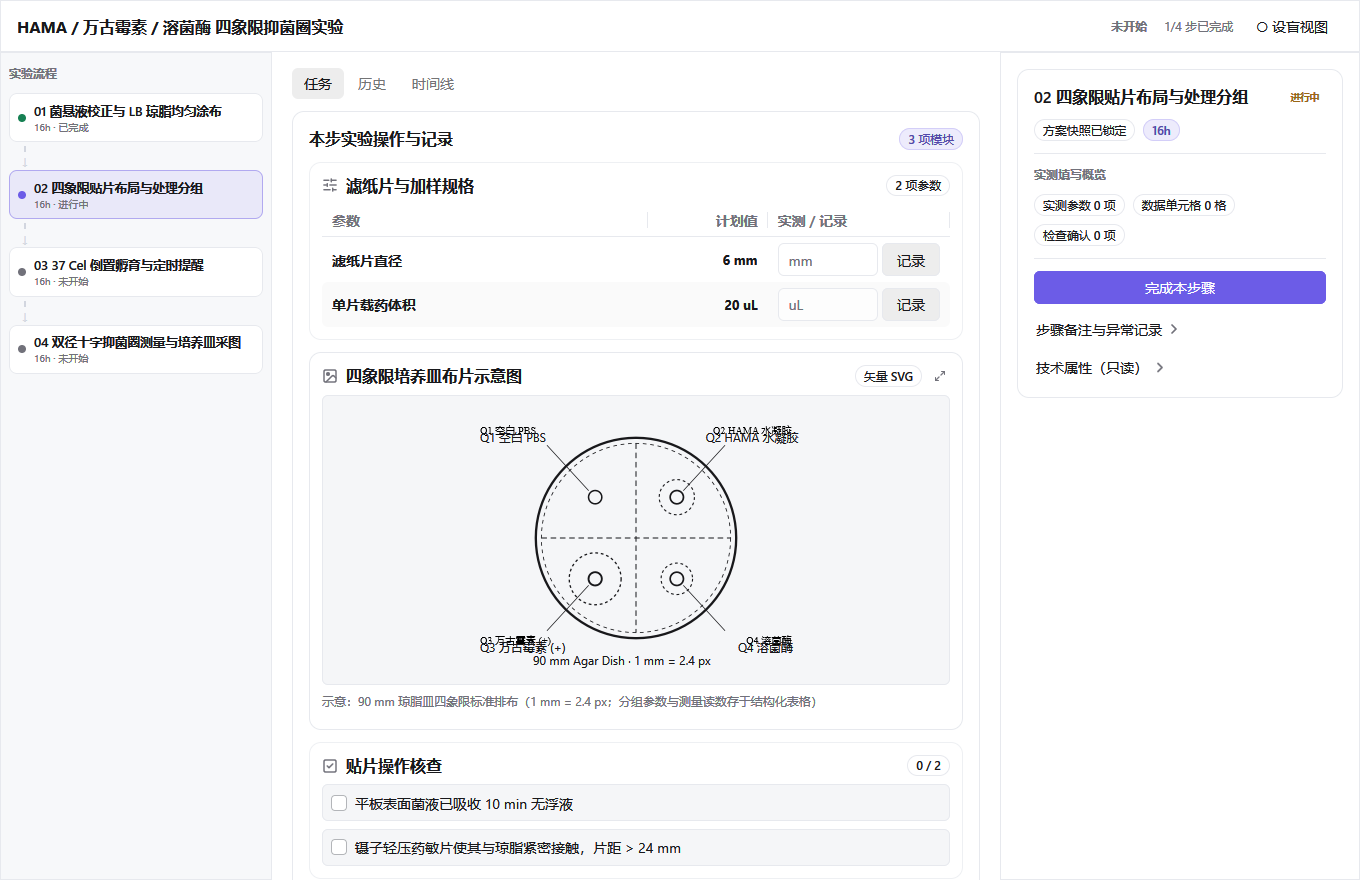 HAMA / 万古霉素 / 溶菌酶 四象限抑菌圈实验
未开始 1/4 步已完成 设盲视图
实验流程
01 菌悬液校正与 LB 琼脂均匀涂布
16h · 已完成
02 四象限贴片布局与处理分组
16h · 进行中
03 37 Cel 倒置孵育与定时提醒
16h · 未开始
04 双径十字抑菌圈测量与培养皿采图
16h · 未开始
任务 历史 时间线
本步实验操作与记录
3 项模块
滤纸片与加样规格
2 项参数
参数 计划值 实测 / 记录
滤纸片直径 6 mm mm 记录
单片载药体积 20 uL uL 记录
四象限培养皿布片示意图
矢量 SVG
Q1 空白 PBS
Q1 空白 PBS
Q2 HAMA 水凝胶
Q2 HAMA 水凝胶
Q3 万古霉素 (+)
Q3 万古霉素 (+)
Q4 溶菌酶
Q4 溶菌酶
90 mm Agar Dish · 1 mm = 2.4 px
示意：90 mm 琼脂皿四象限标准排布（1 mm = 2.4 px；分组参数与测量读数存于结构化表格）
贴片操作核查
0 / 2
平板表面菌液已吸收 10 min 无浮液
镊子轻压药敏片使其与琼脂紧密接触，片距 > 24 mm
02 四象限贴片布局与处理分组
进行中
方案快照已锁定 16h
实测填写概览
实测参数 0 项 数据单元格 0 格
检查确认 0 项
完成本步骤
步骤备注与异常记录
技术属性（只读）